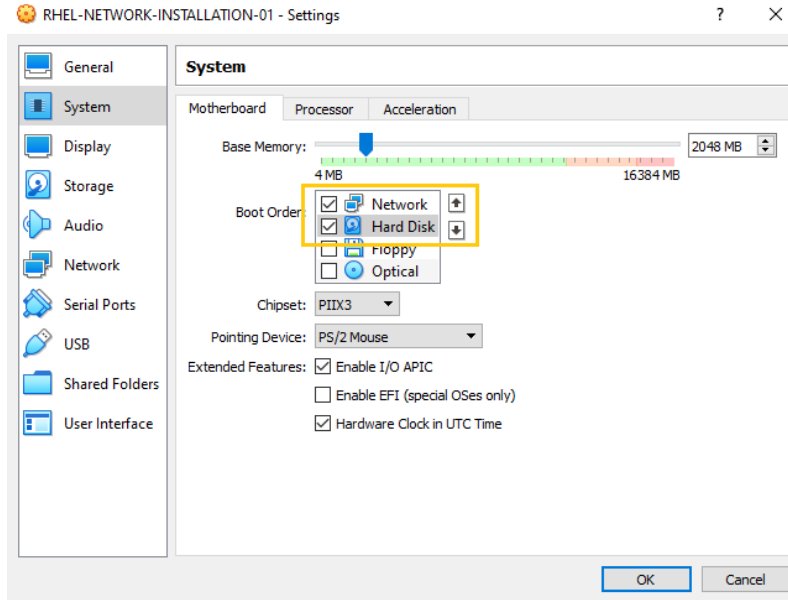 RHEL-NETWORK-INSTALLATION-01 - Settings ?
General
System
Display
Storage
Audio
Network
Serial Ports
USB
Shared Folders
User Interface
System
Motherboard Processor Acceleration
Base Memory: 2048 MB
4 MB 16384 MB
Boot Order: Network
Hard Disk
Floppy
Optical
Chipset: PIIX3
Pointing Device: PS/2 Mouse
Extended Features: Enable I/O APIC
Enable EFI (special OSes only)
Hardware Clock in UTC Time
OK Cancel